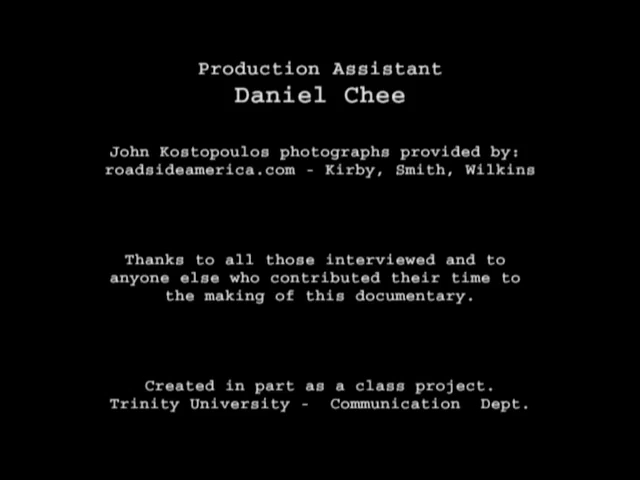 Production Assistant
Daniel Chee
John Kostopoulos photographs provided by:
roadsideamerica.com - Kirby, Smith, Wilkins
Thanks to all those interviewed and to
anyone else who contributed their time to
the making of this documentary.
Created in part as a class project.
Trinity University - Communication Dept.